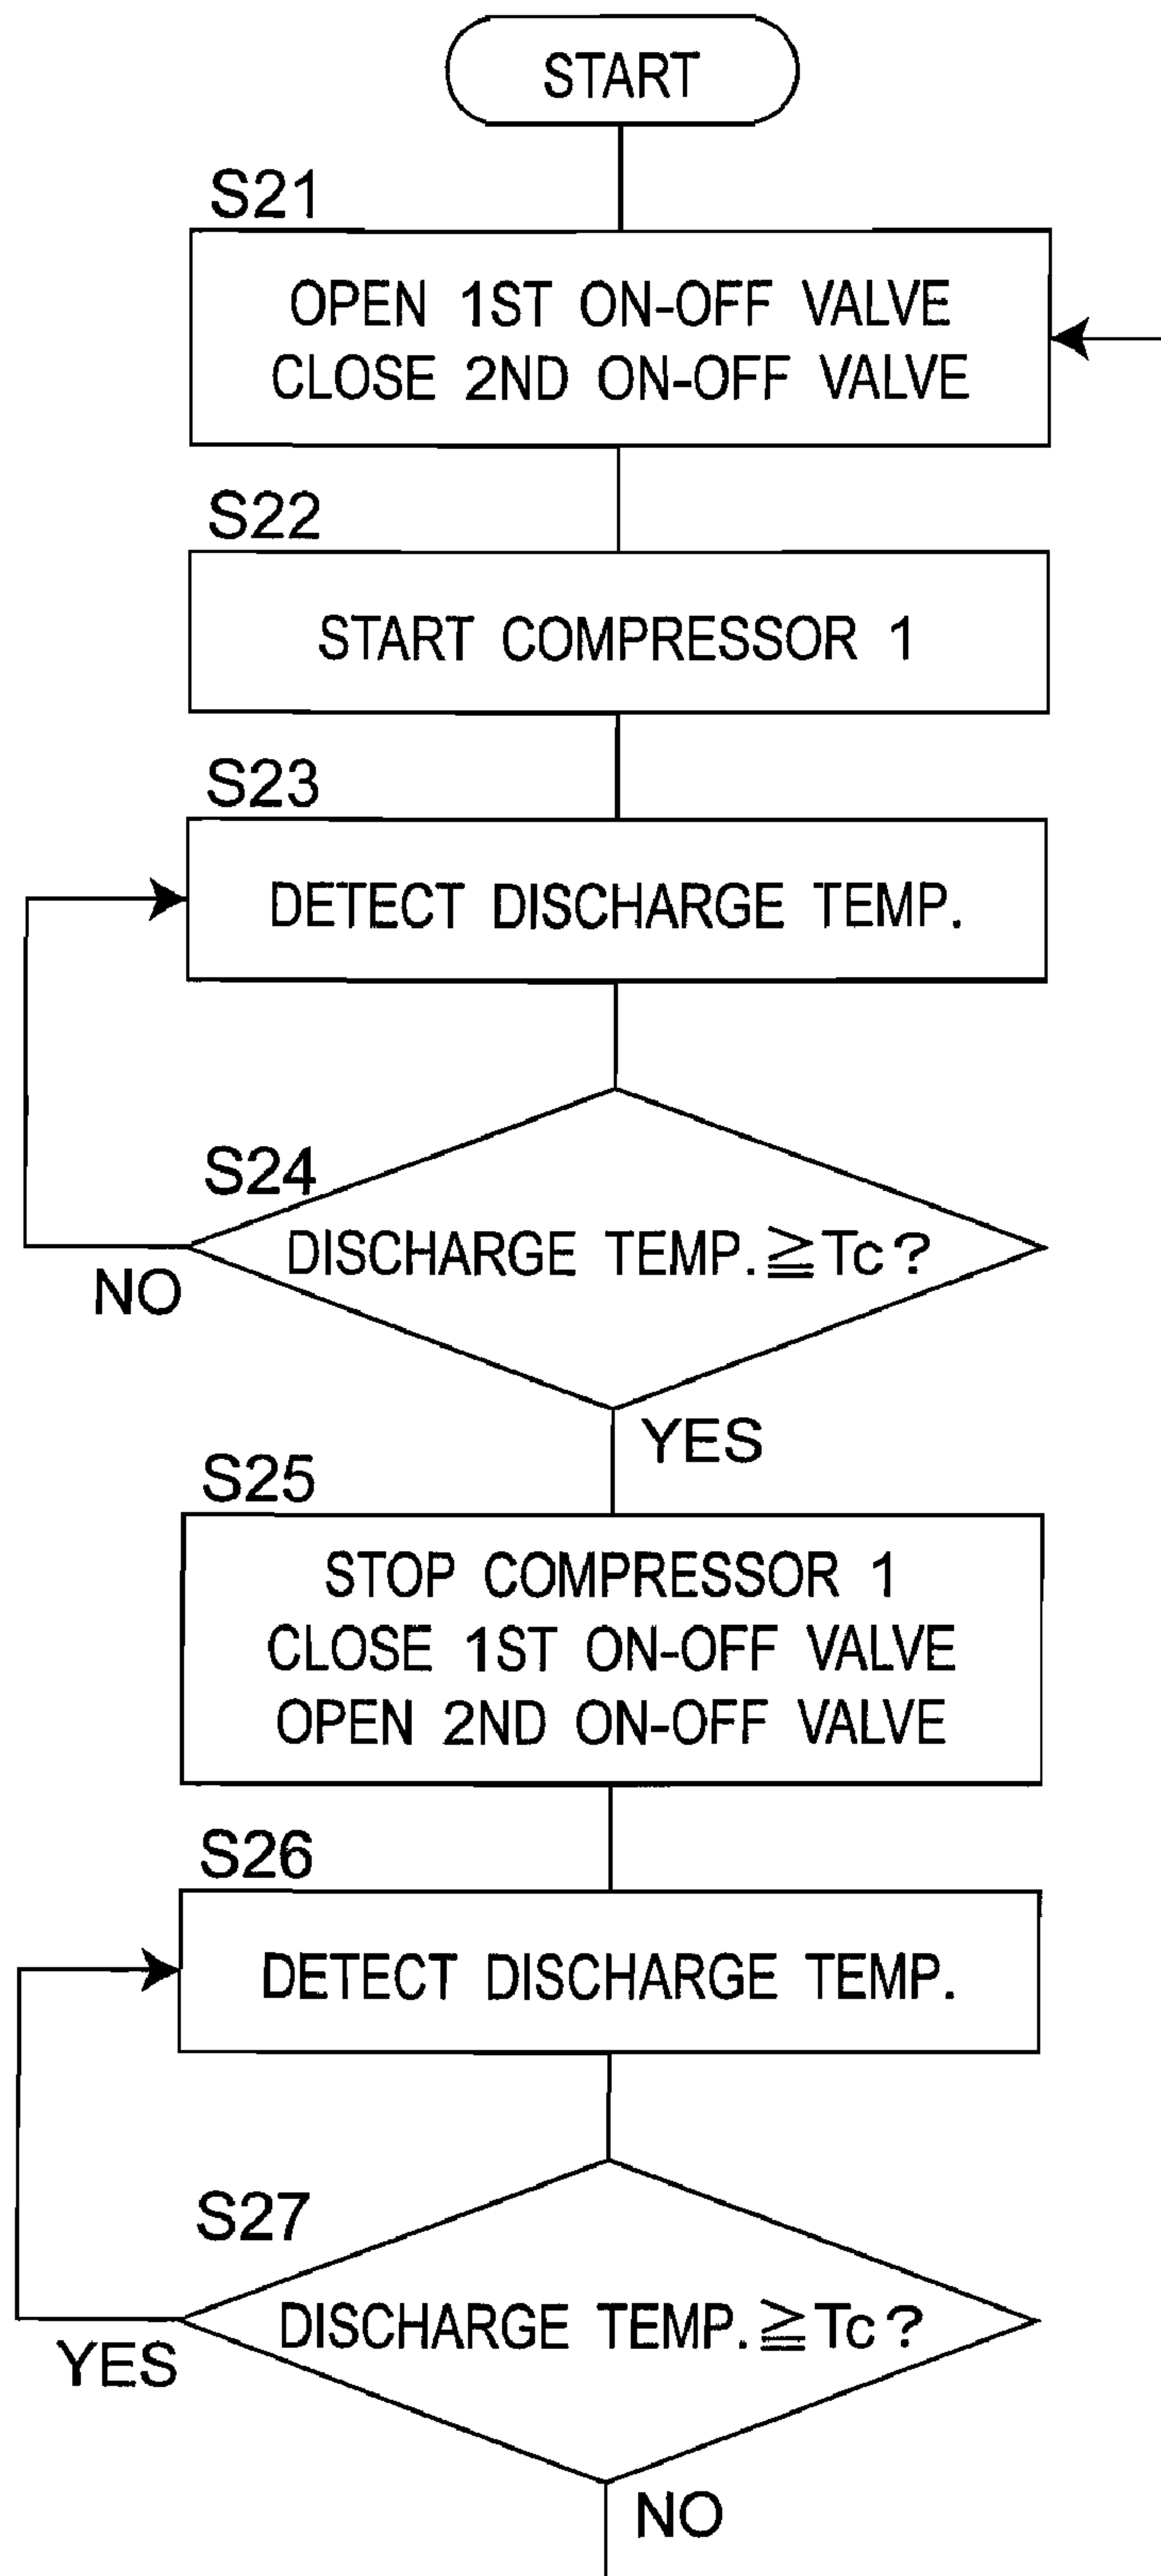 START
S21
OPEN 1ST ON-OFF VALVE
CLOSE 2ND ON-OFF VALVE
S22
START COMPRESSOR 1
S23
DETECT DISCHARGE TEMP.
S24
DISCHARGE TEMP.≧Tc?
NO
YES
S25
STOP COMPRESSOR 1
CLOSE 1ST ON-OFF VALVE
OPEN 2ND ON-OFF VALVE
S26
DETECT DISCHARGE TEMP.
S27
DISCHARGE TEMP.≧Tc?
YES
NO